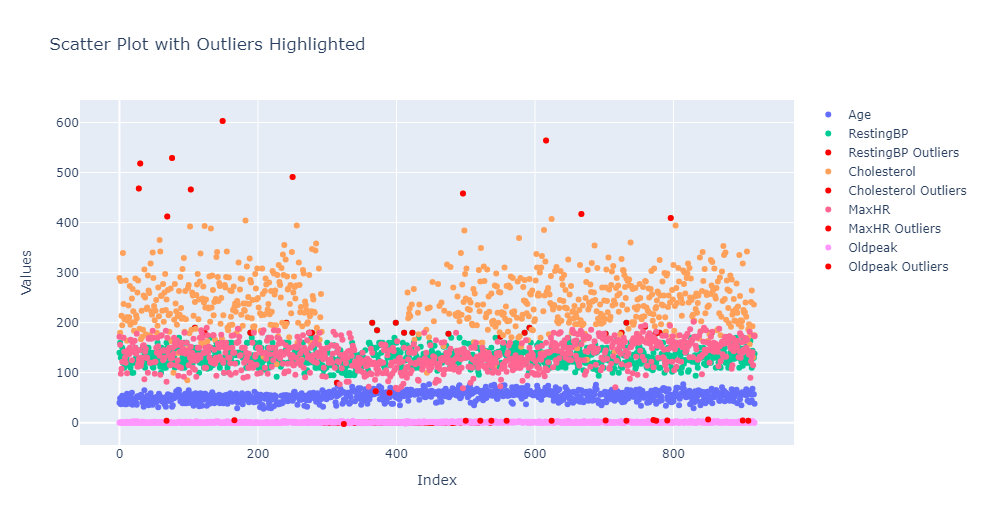 Scatter Plot with Outliers Highlighted
600
500
400
300
200
100
0
Values
0
200
400
600
800
Index
Age
RestingBP
RestingBP Outliers
Cholesterol
Cholesterol Outliers
MaxHR
MaxHR Outliers
Oldpeak
Oldpeak Outliers